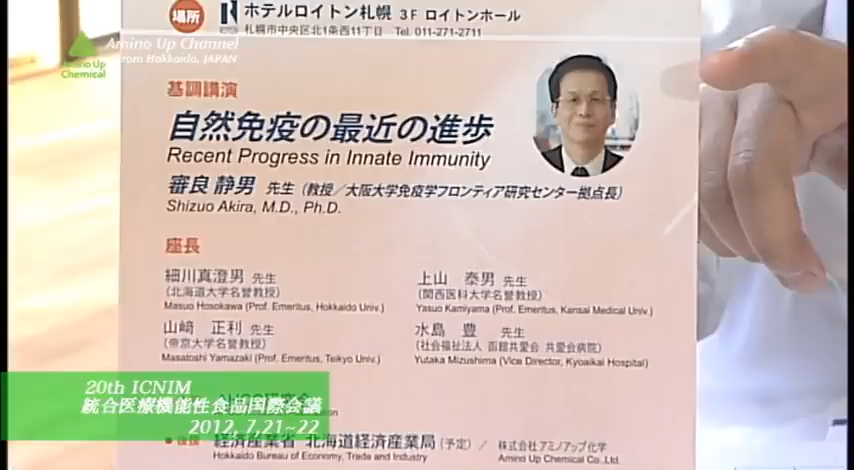 場所 ホテルロイトン札幌 3F ロイトンホール
札幌市中央区北1条西11丁目 Tel. 011-271-2711
Amino Up Channel
from Hokkaido, JAPAN
Amino Up
Chemical
基調講演
自然免疫の最近の進歩
Recent Progress in Innate Immunity
審良 静男 先生（教授／大阪大学免疫学フロンティア研究センター拠点長）
Shizuo Akira, M.D., Ph.D.
座長
細川真澄男 先生
（北海道大学名誉教授）
Masuo Hosokawa (Prof. Emeritus, Hokkaido Univ.)
上山 泰男 先生
（関西医科大学名誉教授）
Yasuo Kamiyama (Prof. Emeritus, Kansai Medical Univ.)
山﨑 正利 先生
（帝京大学名誉教授）
Masatoshi Yamazaki (Prof. Emeritus, Teikyo Univ.)
水島 豊 先生
（社会福祉法人 函館共愛会 共愛会病院）
Yutaka Mizushima (Vice Director, Kyoaikai Hospital)
20th ICNIM
統合医療機能性食品国際会議
2012, 7,21~22
後援 経済産業省 北海道経済産業局（予定）／ 株式会社アミノアップ化学
Hokkaido Bureau of Economy, Trade and Industry
Amino Up Chemical Co., Ltd.